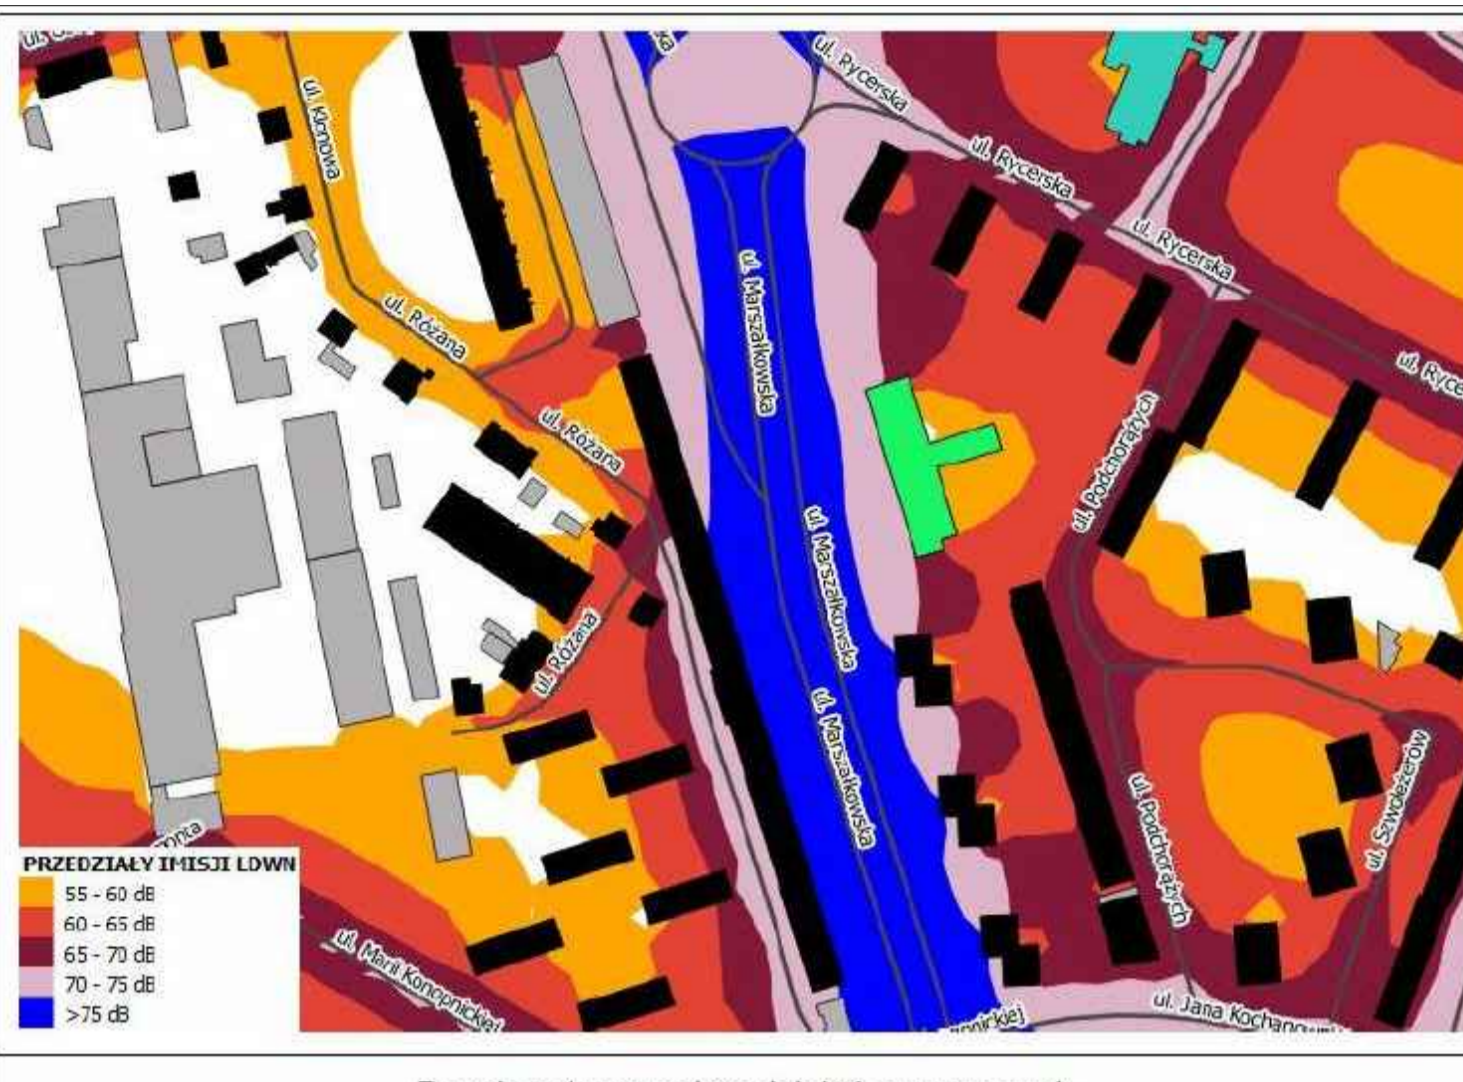 ul. Rycerska
ul. Klonowa
ul. Rycerska
ul. Rycerska
ul. Marszałkowska
ul. Różana
ul. Różana
ul. Podchorążych
ul. Marszałkowska
ul. Różana
ul. Marszałkowska
ul. Podchorążych
ul. Szwoleżerów
PRZEDZIAŁY IMISJI LDWN
55 - 60 dB
60 - 65 dB
65 - 70 dB
70 - 75 dB
>75 dB
ul. Marii Konopnickiej
ul. Jana